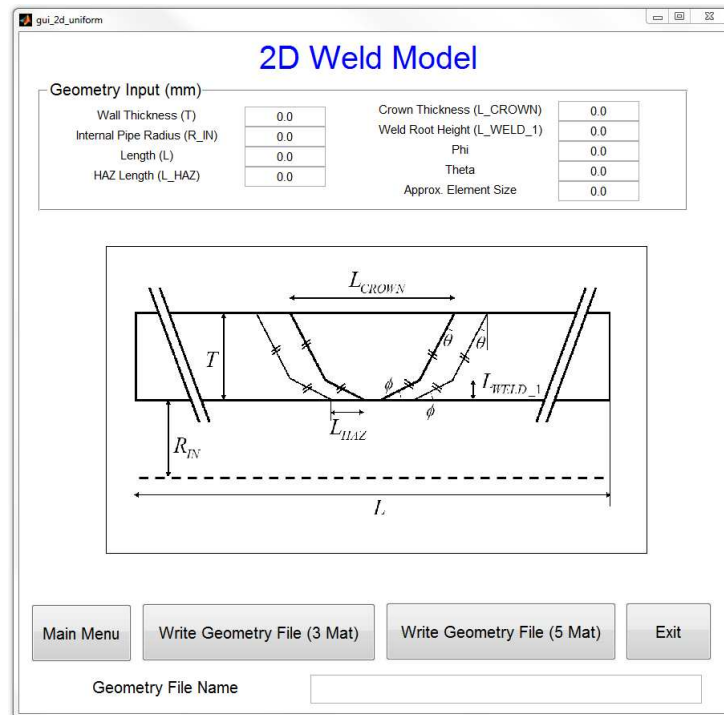 gui_2d_uniform
2D Weld Model
Geometry Input (mm)
Wall Thickness (T) 0.0
Internal Pipe Radius (R_IN) 0.0
Length (L) 0.0
HAZ Length (L_HAZ) 0.0
Crown Thickness (L_CROWN) 0.0
Weld Root Height (L_WELD_1) 0.0
Phi 0.0
Theta 0.0
Approx. Element Size 0.0
L_CROWN
θ θ
T
ϕ L_WELD_1
ϕ
L_HAZ
R_IN
L
Main Menu Write Geometry File (3 Mat) Write Geometry File (5 Mat) Exit
Geometry File Name